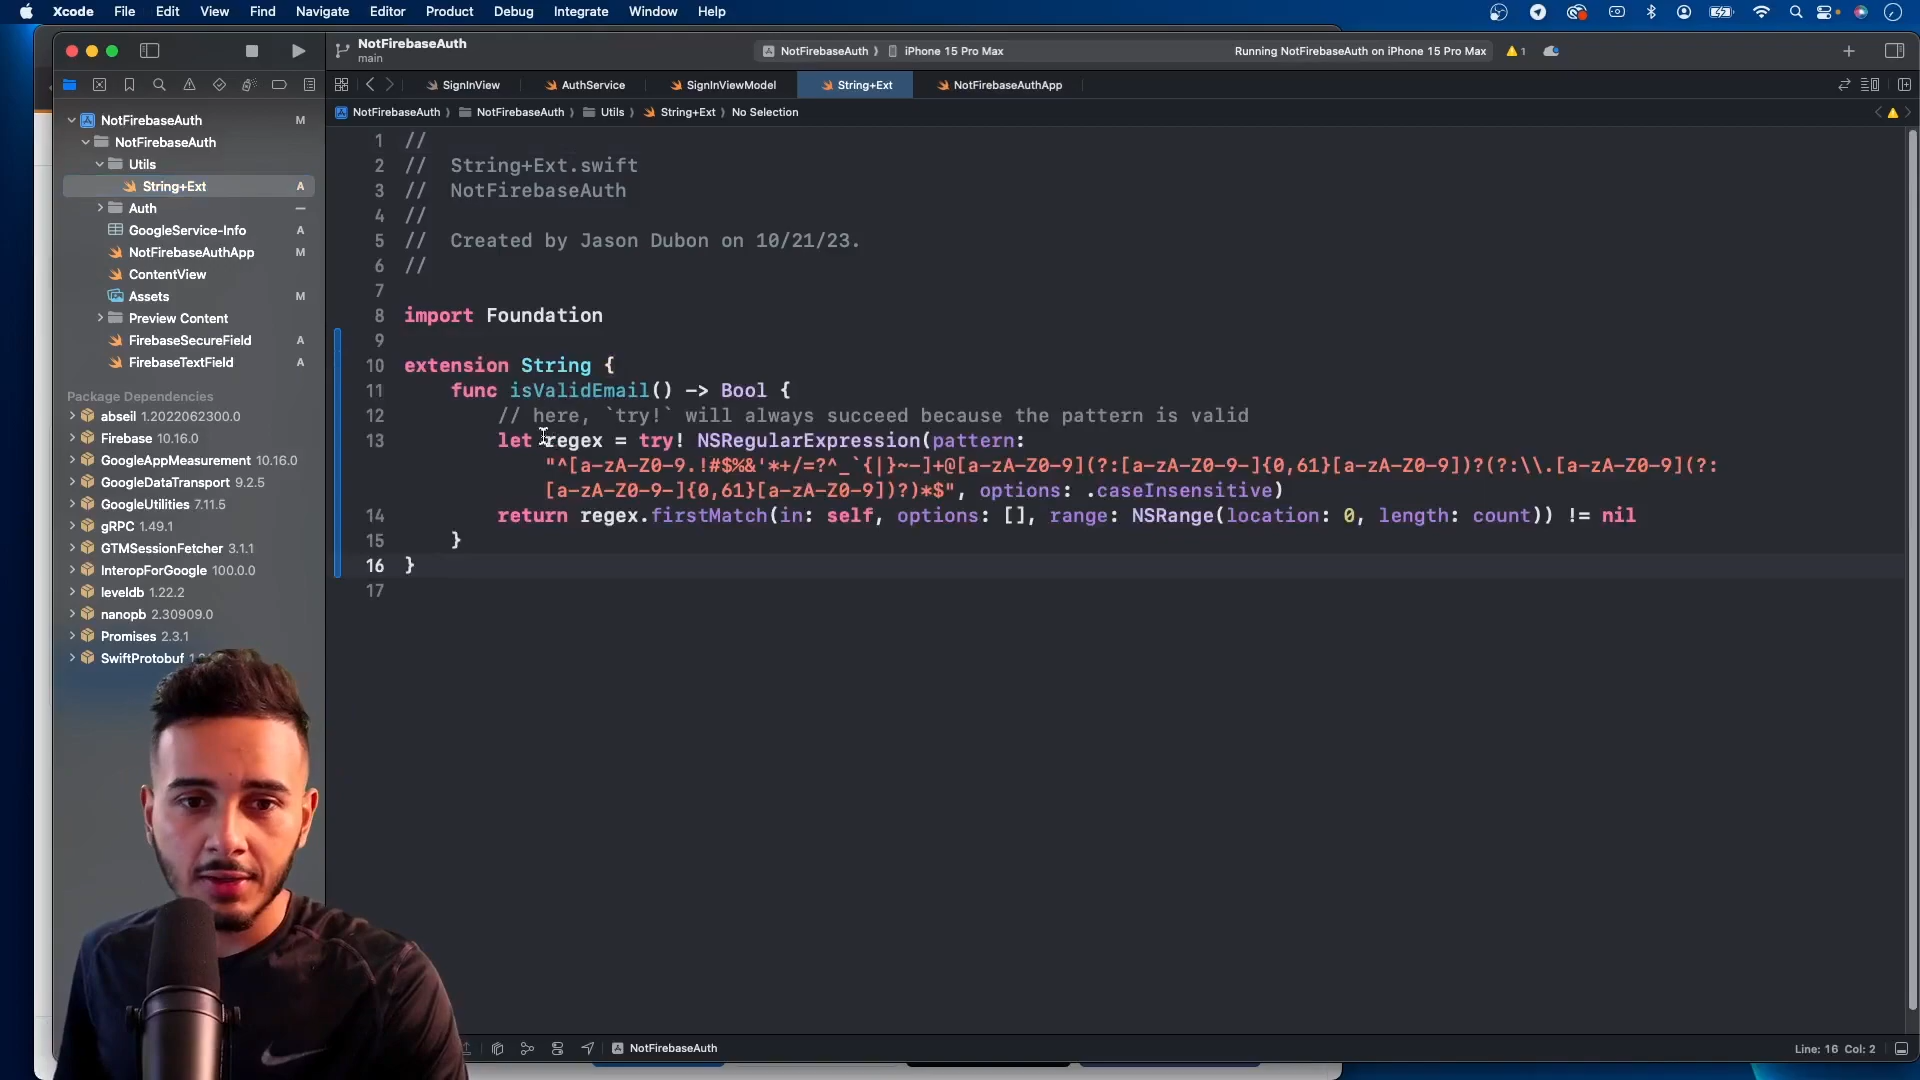 Xcode File Edit View Find Navigate Editor Product Debug Integrate Window Help
NotFirebaseAuth
main
NotFirebaseAuth iPhone 15 Pro Max
Running NotFirebaseAuth on iPhone 15 Pro Max
1
SignInView
AuthService
SignInViewModel
String+Ext
NotFirebaseAuthApp
NotFirebaseAuth NotFirebaseAuth Utils String+Ext No Selection
NotFirebaseAuth M
NotFirebaseAuth
Utils
String+Ext A
Auth
GoogleService-Info A
NotFirebaseAuthApp M
ContentView
Assets M
Preview Content
FirebaseSecureField A
FirebaseTextField A
Package Dependencies
abseil 1.2022062300.0
Firebase 10.16.0
GoogleAppMeasurement 10.16.0
GoogleDataTransport 9.2.5
GoogleUtilities 7.11.5
gRPC 1.49.1
GTMSessionFetcher 3.1.1
InteropForGoogle 100.0.0
leveldb 1.22.2
nanopb 2.30909.0
Promises 2.3.1
SwiftProtobuf
1 //
2 // String+Ext.swift
3 // NotFirebaseAuth
4 //
5 // Created by Jason Dubon on 10/21/23.
6 //
7
8 import Foundation
9
10 extension String {
11 func isValidEmail() -> Bool {
12 // here, `try!` will always succeed because the pattern is valid
13 let regex = try! NSRegularExpression(pattern:
"^[a-zA-Z0-9.!#$%&'*+/=?^_`{|}~-]+@[a-zA-Z0-9](?:[a-zA-Z0-9-]{0,61}[a-zA-Z0-9])?(?:\\.[a-zA-Z0-9](?:
[a-zA-Z0-9-]{0,61}[a-zA-Z0-9])?)*$", options: .caseInsensitive)
14 return regex.firstMatch(in: self, options: [], range: NSRange(location: 0, length: count)) != nil
15 }
16 }
17
NotFirebaseAuth
Line: 16 Col: 2